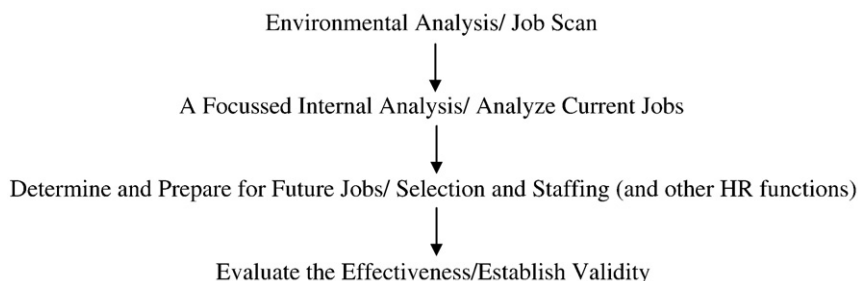 Environmental Analysis/ Job Scan
A Focussed Internal Analysis/ Analyze Current Jobs
Determine and Prepare for Future Jobs/ Selection and Staffing (and other HR functions)
Evaluate the Effectiveness/Establish Validity